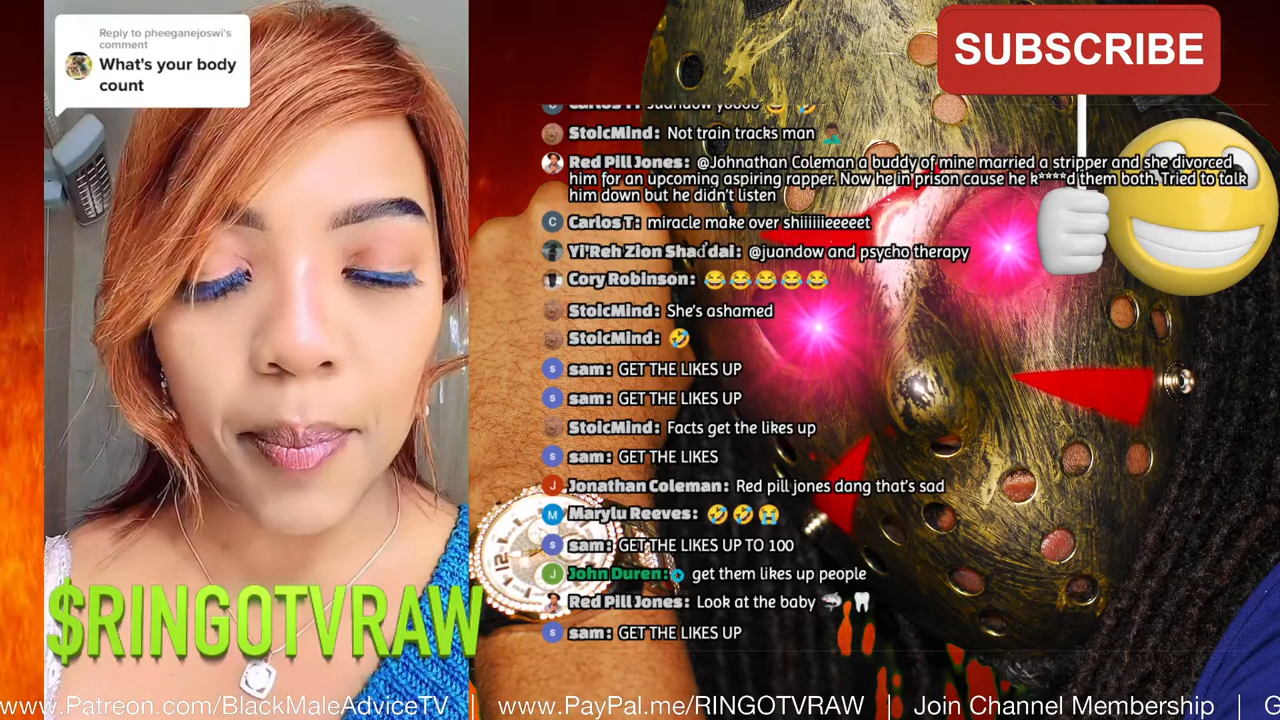 Reply to pheeganejoswi's
comment
What's your body
count
SUBSCRIBE
Carlos T: Juandow yoooo 😂 🤣
StoicMind: Not train tracks man 🤦🏾‍♂️
Red Pill Jones: @Johnathan Coleman a buddy of mine married a stripper and she divorced
him for an upcoming aspiring rapper. Now he in prison cause he k****d them both. Tried to talk
him down but he didn't listen
Carlos T: miracle make over shiiiiiieeeeet
Yi'Reh Zion Shad'dai: @juandow and psycho therapy
Cory Robinson: 😂😂😂😂😂
StoicMind: She's ashamed
StoicMind: 🤣
sam: GET THE LIKES UP
sam: GET THE LIKES UP
StoicMind: Facts get the likes up
sam: GET THE LIKES
Jonathan Coleman: Red pill jones dang that's sad
Marylu Reeves: 🤣🤣😭
sam: GET THE LIKES UP TO 100
John Duren: get them likes up people
Red Pill Jones: Look at the baby 🦈 🦷
sam: GET THE LIKES UP
$RINGOTVRAW
www.Patreon.com/BlackMaleAdviceTV | www.PayPal.me/RINGOTVRAW | Join Channel Membership | G